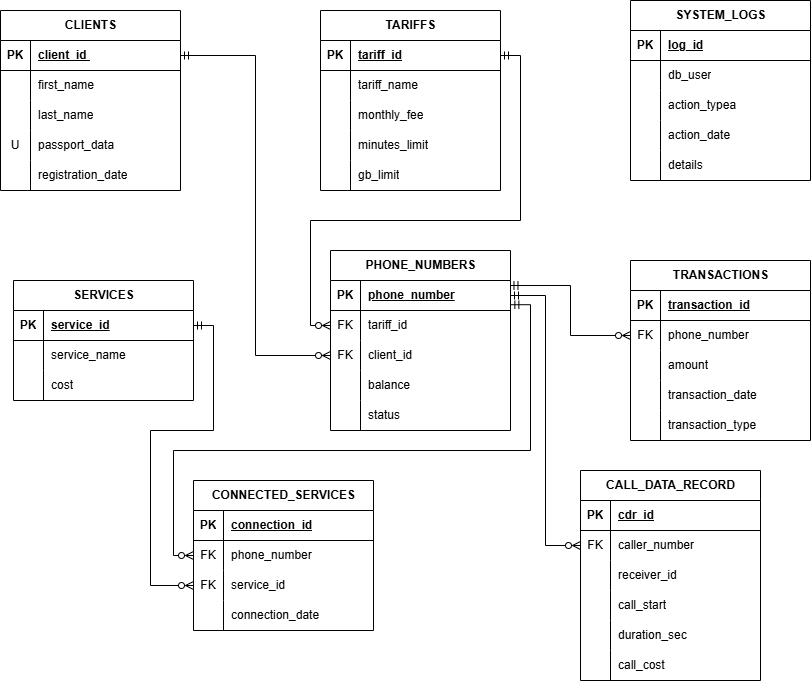 CLIENTS
PK client_id
first_name
last_name
U passport_data
registration_date
TARIFFS
PK tariff_id
tariff_name
monthly_fee
minutes_limit
gb_limit
SYSTEM_LOGS
PK log_id
db_user
action_typea
action_date
details
SERVICES
PK service_id
service_name
cost
PHONE_NUMBERS
PK phone_number
FK tariff_id
FK client_id
balance
status
TRANSACTIONS
PK transaction_id
FK phone_number
amount
transaction_date
transaction_type
CONNECTED_SERVICES
PK connection_id
FK phone_number
FK service_id
connection_date
CALL_DATA_RECORD
PK cdr_id
FK caller_number
receiver_id
call_start
duration_sec
call_cost